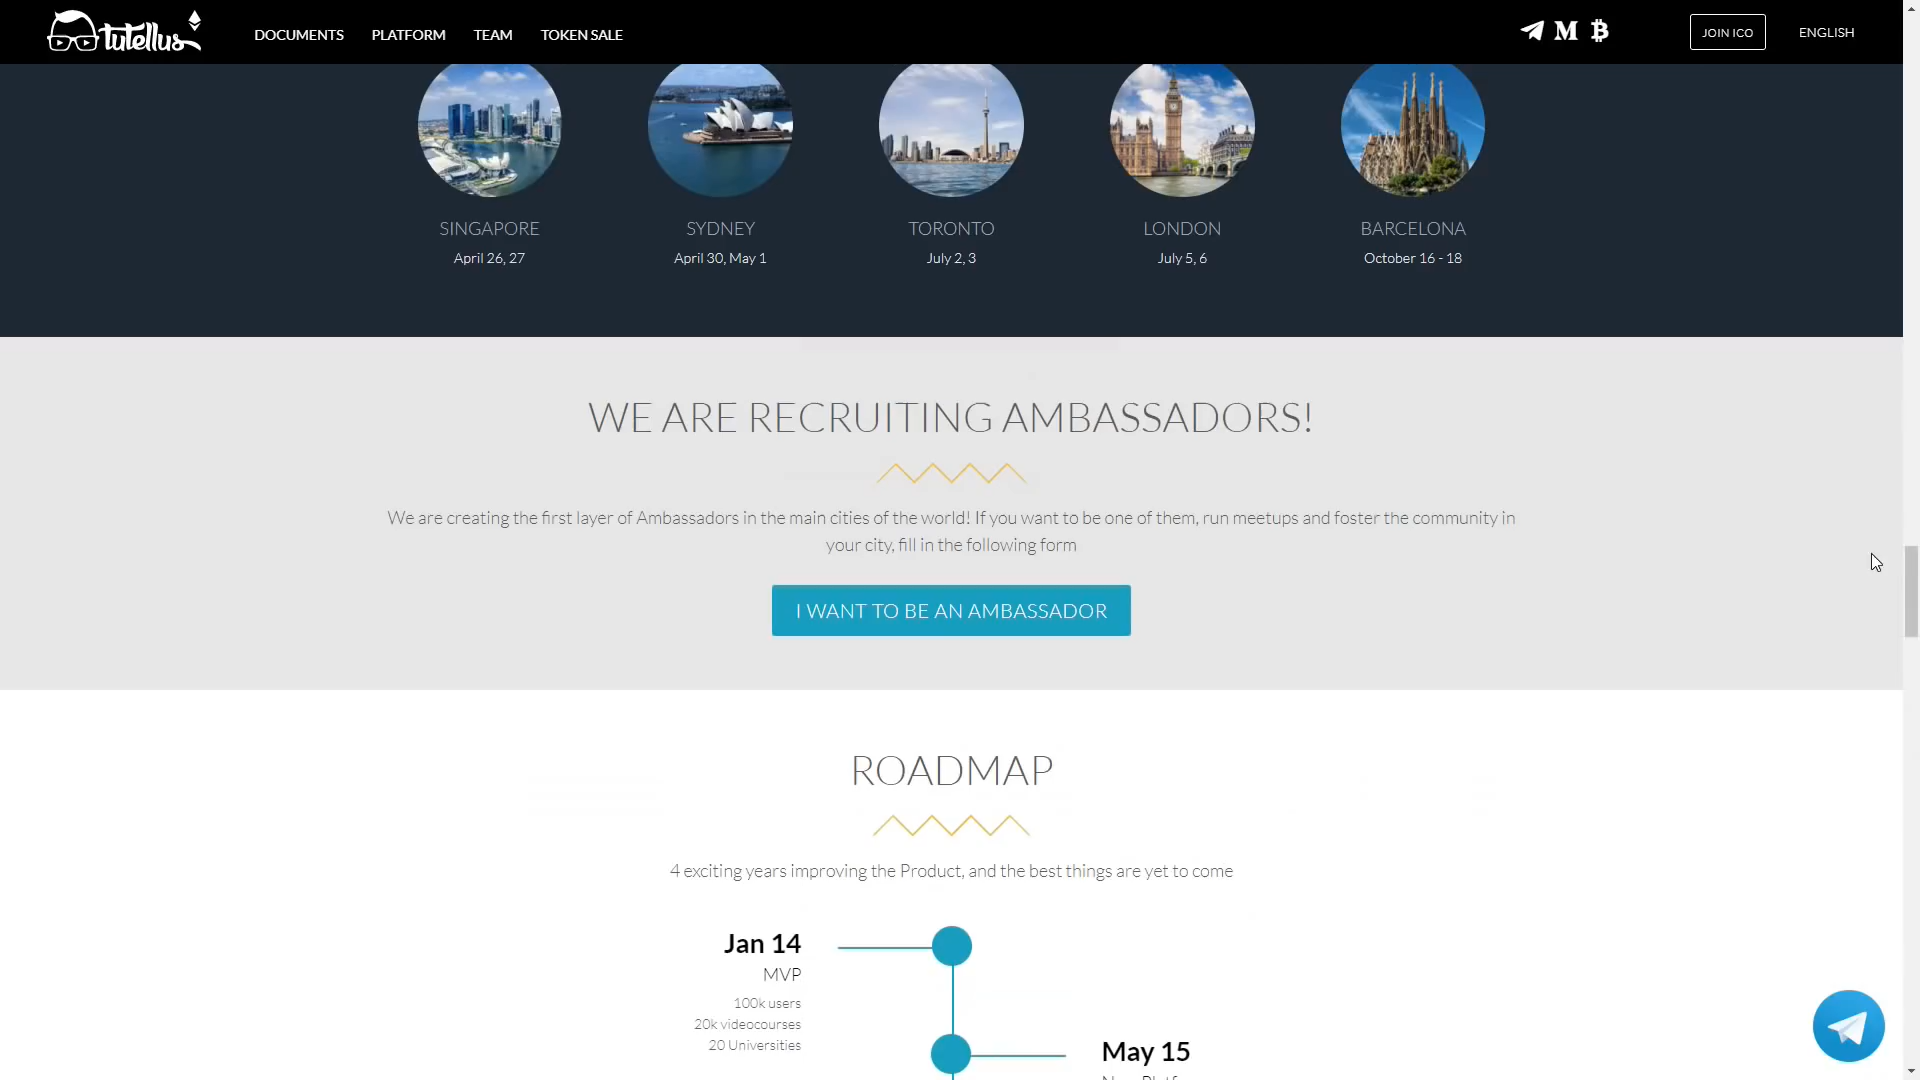 tutellus
DOCUMENTS
PLATFORM
TEAM
TOKEN SALE
JOIN ICO
ENGLISH
SINGAPORE
April 26, 27
SYDNEY
April 30, May 1
TORONTO
July 2, 3
LONDON
July 5, 6
BARCELONA
October 16 - 18
WE ARE RECRUITING AMBASSADORS!
We are creating the first layer of Ambassadors in the main cities of the world! If you want to be one of them, run meetups and foster the community in
your city, fill in the following form
I WANT TO BE AN AMBASSADOR
ROADMAP
4 exciting years improving the Product, and the best things are yet to come
Jan 14
MVP
100k users
20k videocourses
20 Universities
May 15